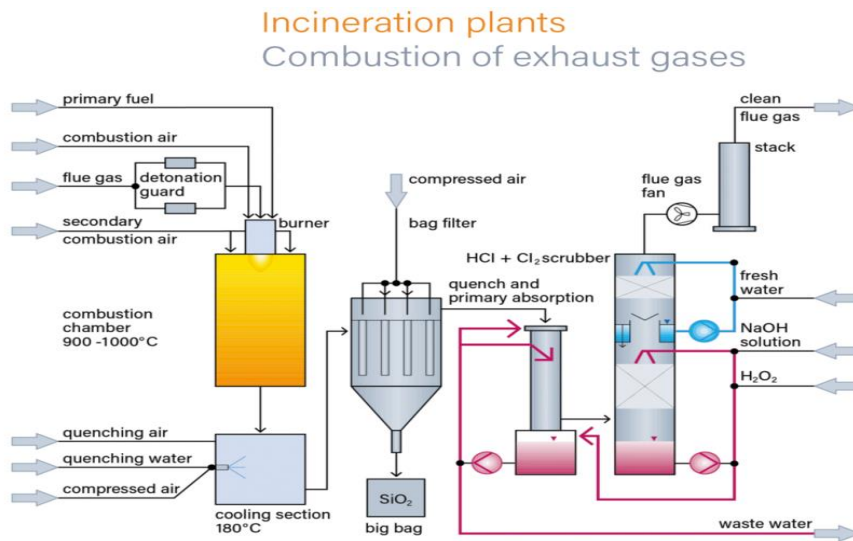 Incineration plants
Combustion of exhaust gases
primary fuel
combustion air
flue gas
detonation
guard
secondary
combustion air
burner
combustion
chamber
900 -1000°C
quenching air
quenching water
compressed air
cooling section
180°C
compressed air
bag filter
SiO₂
big bag
quench and
primary absorption
HCl + Cl₂ scrubber
flue gas
fan
clean
flue gas
stack
fresh
water
NaOH
solution
H₂O₂
waste water